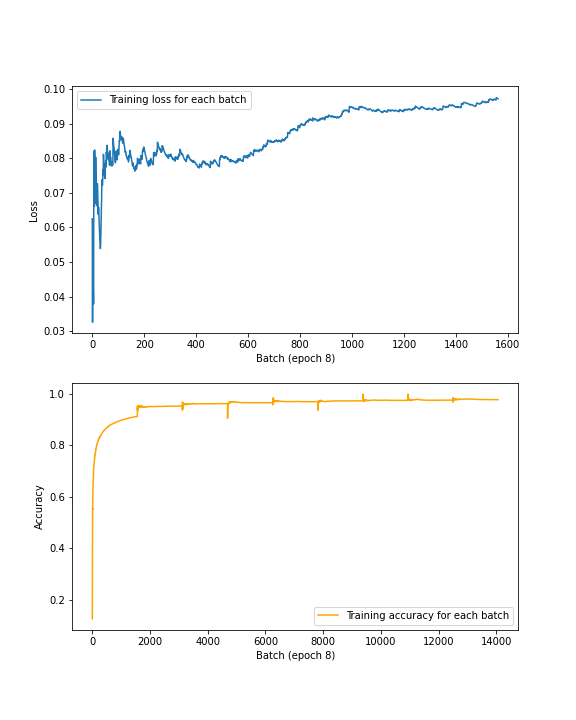 0.10
0.09
0.08
0.07
0.06
0.05
0.04
0.03
Loss
Training loss for each batch
0 200 400 600 800 1000 1200 1400 1600
Batch (epoch 8)
1.0
0.8
0.6
0.4
0.2
Accuracy
Training accuracy for each batch
0 2000 4000 6000 8000 10000 12000 14000
Batch (epoch 8)